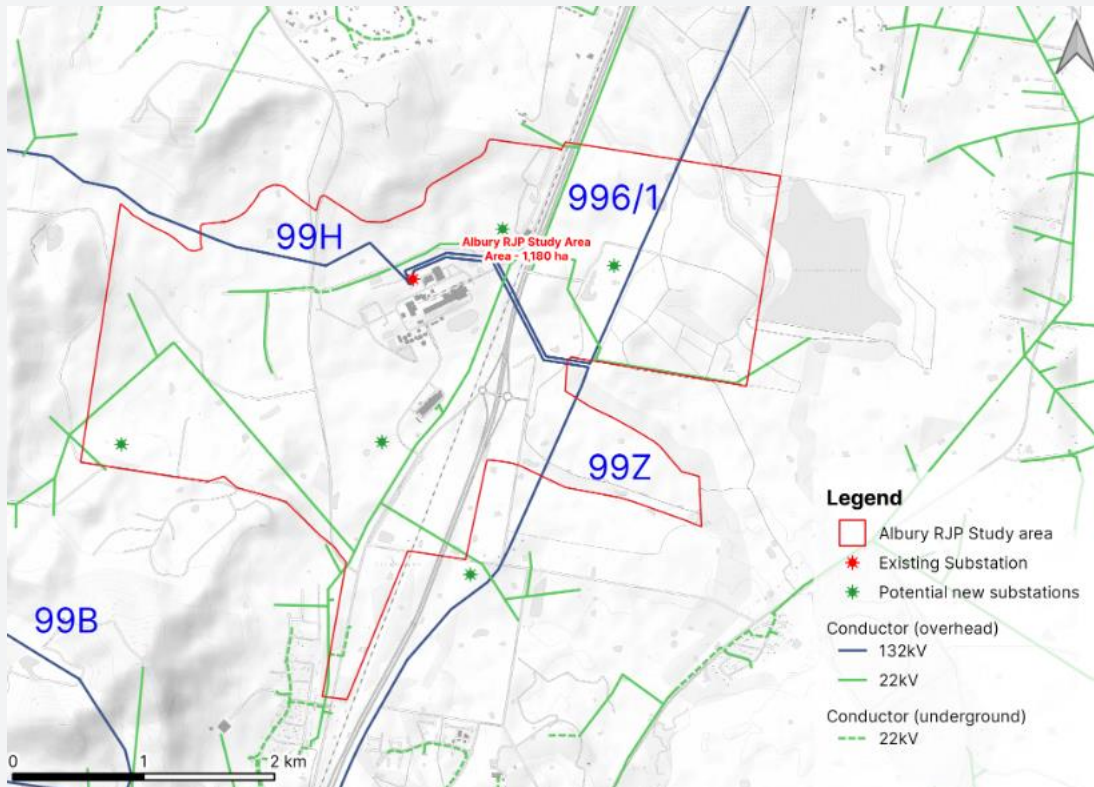 996/1
99H
Albury RJP Study Area
Area - 1,180 ha
99Z
99B
Legend
Albury RJP Study area
Existing Substation
Potential new substations
Conductor (overhead)
132kV
22kV
Conductor (underground)
22kV
0 1 2 km